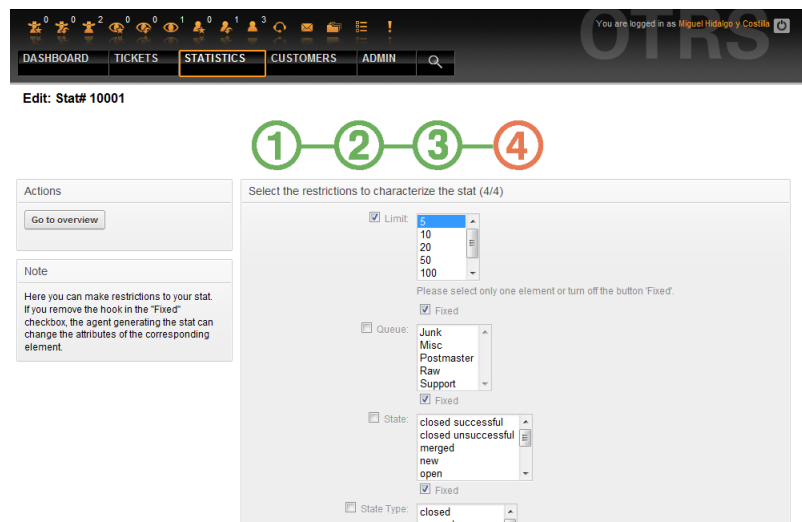 0 0 2 0 0 1 0 1 3
You are logged in as Miguel Hidalgo y Costilla
OTRS
DASHBOARD TICKETS STATISTICS CUSTOMERS ADMIN
Edit: Stat# 10001
1 2 3 4
Actions
Go to overview
Note
Here you can make restrictions to your stat.
If you remove the hook in the "Fixed"
checkbox, the agent generating the stat can
change the attributes of the corresponding
element.
Select the restrictions to characterize the stat (4/4)
Limit:
5
10
20
50
100
Please select only one element or turn off the button 'Fixed'.
Fixed
Queue:
Junk
Misc
Postmaster
Raw
Support
Fixed
State:
closed successful
closed unsuccessful
merged
new
open
Fixed
State Type:
closed